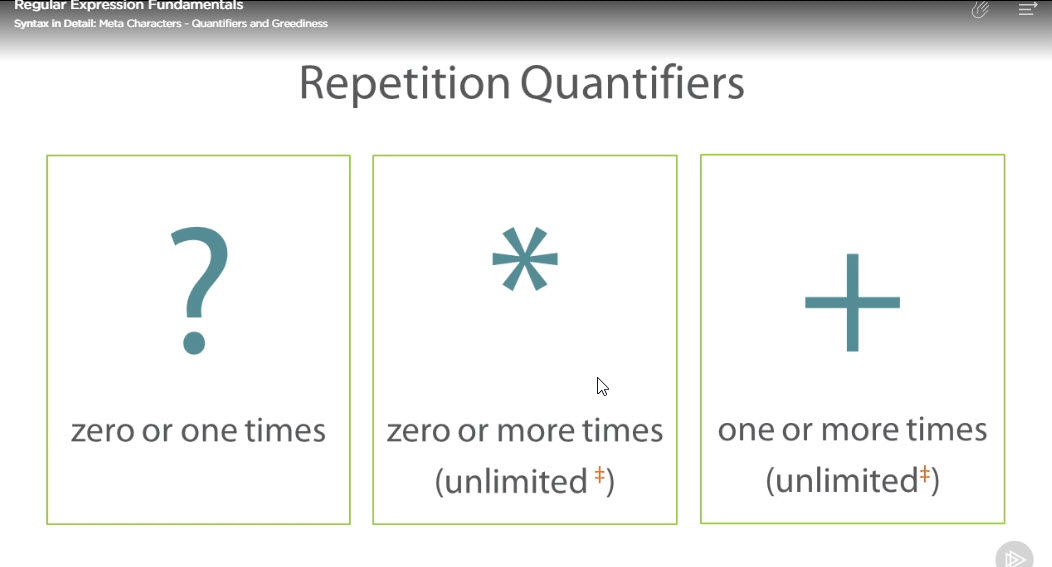 Regular Expression Fundamentals
Syntax in Detail: Meta Characters - Quantifiers and Greediness
Repetition Quantifiers
?
zero or one times
*
zero or more times
(unlimited ‡)
+
one or more times
(unlimited‡)